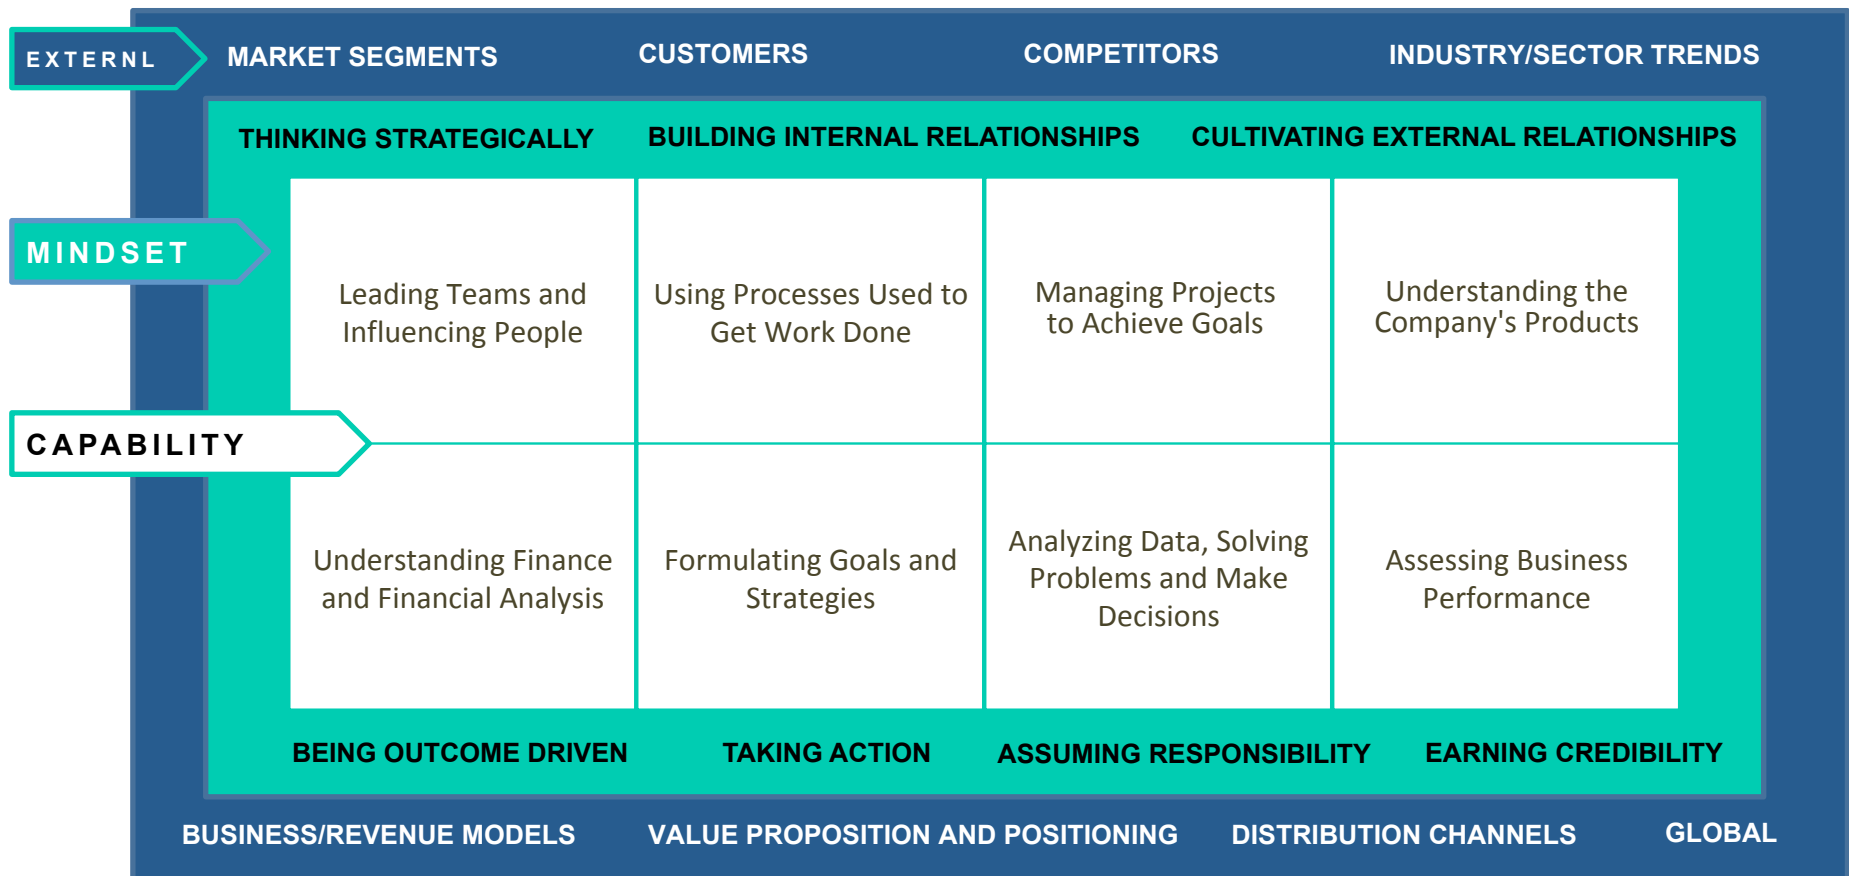 EXTERNL
MARKET SEGMENTS
CUSTOMERS
COMPETITORS
INDUSTRY/SECTOR TRENDS
THINKING STRATEGICALLY
BUILDING INTERNAL RELATIONSHIPS
CULTIVATING EXTERNAL RELATIONSHIPS
MINDSET
Leading Teams and
Influencing People
Using Processes Used to
Get Work Done
Managing Projects
to Achieve Goals
Understanding the
Company's Products
CAPABILITY
Understanding Finance
and Financial Analysis
Formulating Goals and
Strategies
Analyzing Data, Solving
Problems and Make
Decisions
Assessing Business
Performance
BEING OUTCOME DRIVEN
TAKING ACTION
ASSUMING RESPONSIBILITY
EARNING CREDIBILITY
BUSINESS/REVENUE MODELS
VALUE PROPOSITION AND POSITIONING
DISTRIBUTION CHANNELS
GLOBAL